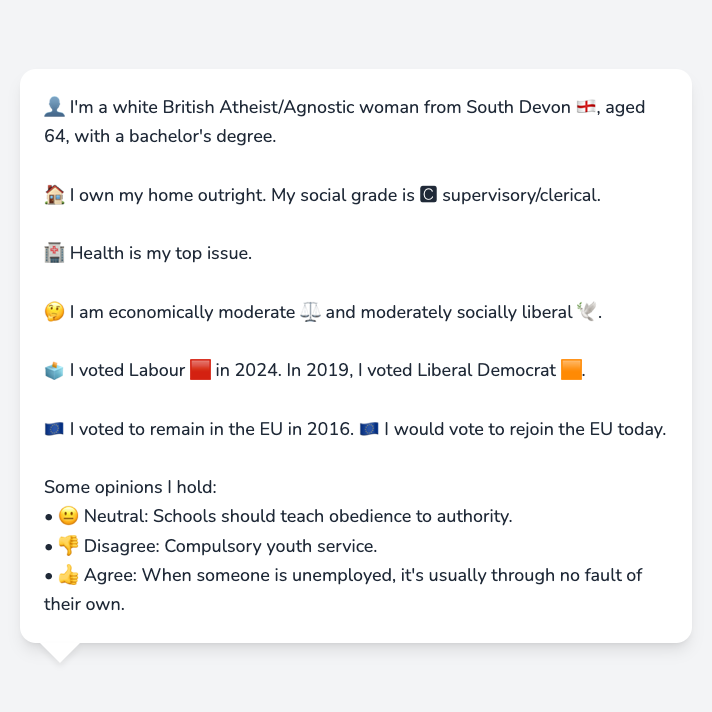 👤 I'm a white British Atheist/Agnostic woman from South Devon 🏴󠁧󠁢󠁥󠁮󠁧󠁿, aged
64, with a bachelor's degree.
🏠 I own my home outright. My social grade is 🅲 supervisory/clerical.
🏥 Health is my top issue.
🤔 I am economically moderate ⚖️ and moderately socially liberal 🕊️.
🗳️ I voted Labour 🟥 in 2024. In 2019, I voted Liberal Democrat 🟧.
🇪🇺 I voted to remain in the EU in 2016. 🇪🇺 I would vote to rejoin the EU today.
Some opinions I hold:
• 😐 Neutral: Schools should teach obedience to authority.
• 👎 Disagree: Compulsory youth service.
• 👍 Agree: When someone is unemployed, it's usually through no fault of
their own.